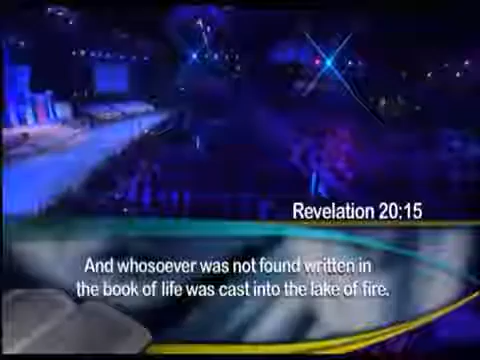 Revelation 20:15
And whosoever was not found written in
the book of life was cast into the lake of fire.